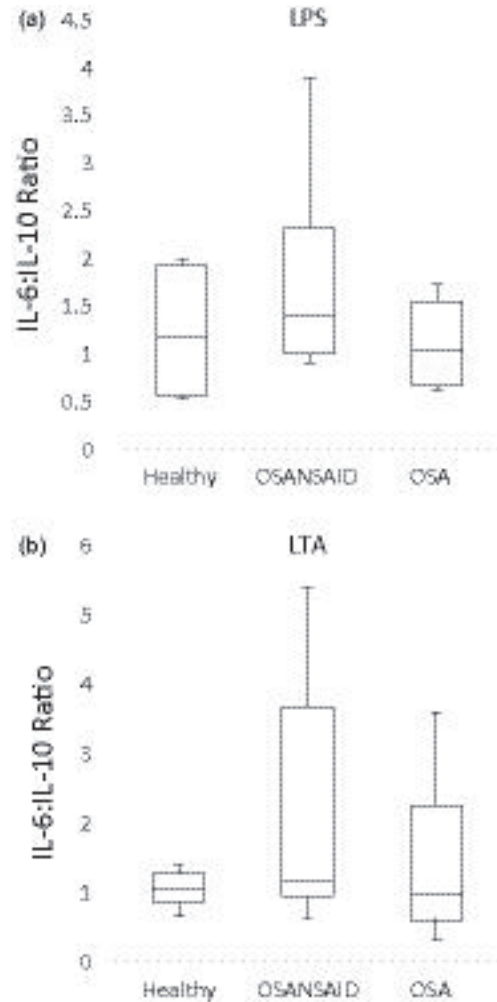 (a) LPS
4.5
4
3.5
3
2.5
2
1.5
1
0.5
0
IL-6:IL-10 Ratio
Healthy OSANSAID OSA
(b) LTA
6
5
4
3
2
1
0
IL-6:IL-10 Ratio
Healthy OSANSAID OSA